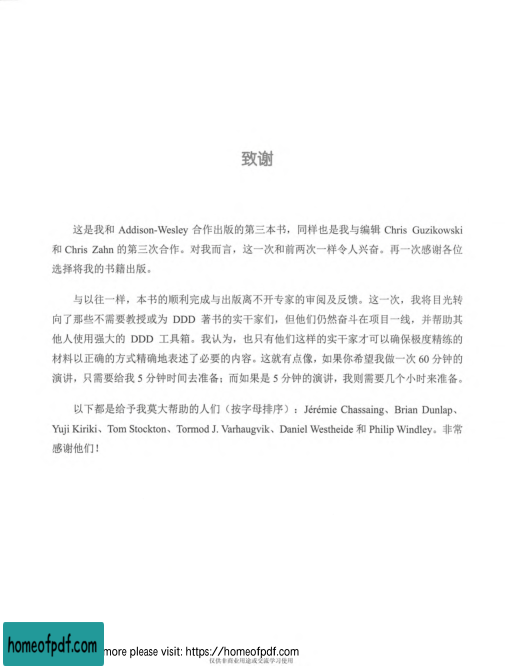 致谢
这是我和 Addison-Wesley 合作出版的第三本书，同样也是我与编辑 Chris Guzikowski
和 Chris Zahn 的第三次合作。对我而言，这一次和前两次一样令人兴奋。再一次感谢各位
选择将我的书籍出版。
与以往一样，本书的顺利完成与出版离不开专家的审阅及反馈。这一次，我将目光转
向了那些不需要教授或为 DDD 著书的实干家们，但他们仍然奋斗在项目一线，并帮助其
他人使用强大的 DDD 工具箱。我认为，也只有他们这样的实干家才可以确保极度精练的
材料以正确的方式精确地表述了必要的内容。这就有点像，如果你希望我做一次 60 分钟的
演讲，只需要给我 5 分钟时间去准备；而如果是 5 分钟的演讲，我则需要几个小时来准备。
以下都是给予我莫大帮助的人们（按字母排序）：Jérémie Chassaing、Brian Dunlap、
Yuji Kiriki、Tom Stockton、Tormod J. Varhaugvik、Daniel Westheide 和 Philip Windley。非常
感谢他们！
homeofpdf.com more please visit: https://homeofpdf.com
仅供非商业用途或交流学习使用